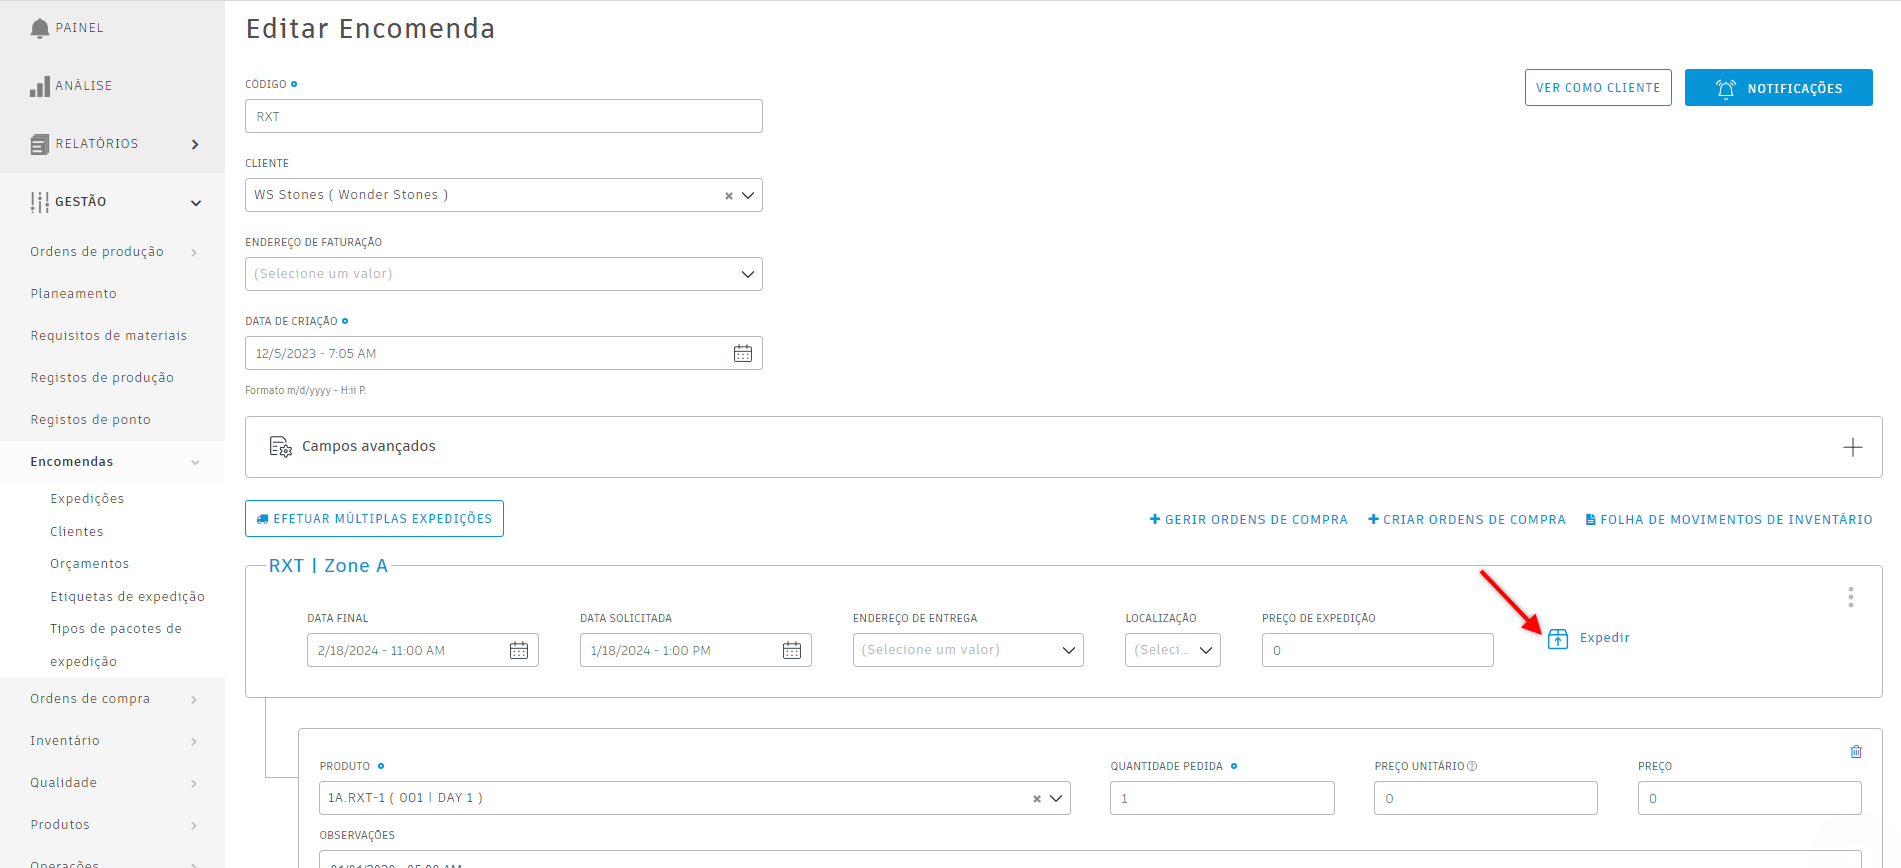 PAINEL
ANÁLISE
RELATÓRIOS
GESTÃO
Ordens de produção
Planeamento
Requisitos de materiais
Registos de produção
Registos de ponto
Encomendas
Expedições
Clientes
Orçamentos
Etiquetas de expedição
Tipos de pacotes de
expedição
Ordens de compra
Inventário
Qualidade
Produtos
Operações
Editar Encomenda
VER COMO CLIENTE
NOTIFICAÇÕES
CÓDIGO
RXT
CLIENTE
WS Stones ( Wonder Stones )
ENDEREÇO DE FATURAÇÃO
(Selecione um valor)
DATA DE CRIAÇÃO
12/5/2023 - 7:05 AM
Formato m/d/yyyy - H:ii P.
Campos avançados
EFETUAR MÚLTIPLAS EXPEDIÇÕES
GERIR ORDENS DE COMPRA
CRIAR ORDENS DE COMPRA
FOLHA DE MOVIMENTOS DE INVENTÁRIO
RXT | Zone A
DATA FINAL
2/18/2024 - 11:00 AM
DATA SOLICITADA
1/18/2024 - 1:00 PM
ENDEREÇO DE ENTREGA
(Selecione um valor)
LOCALIZAÇÃO
(Seleci...
PREÇO DE EXPEDIÇÃO
0
Expedir
PRODUTO
1A.RXT-1 ( 001 | DAY 1 )
QUANTIDADE PEDIDA
1
PREÇO UNITÁRIO
0
PREÇO
0
OBSERVAÇÕES